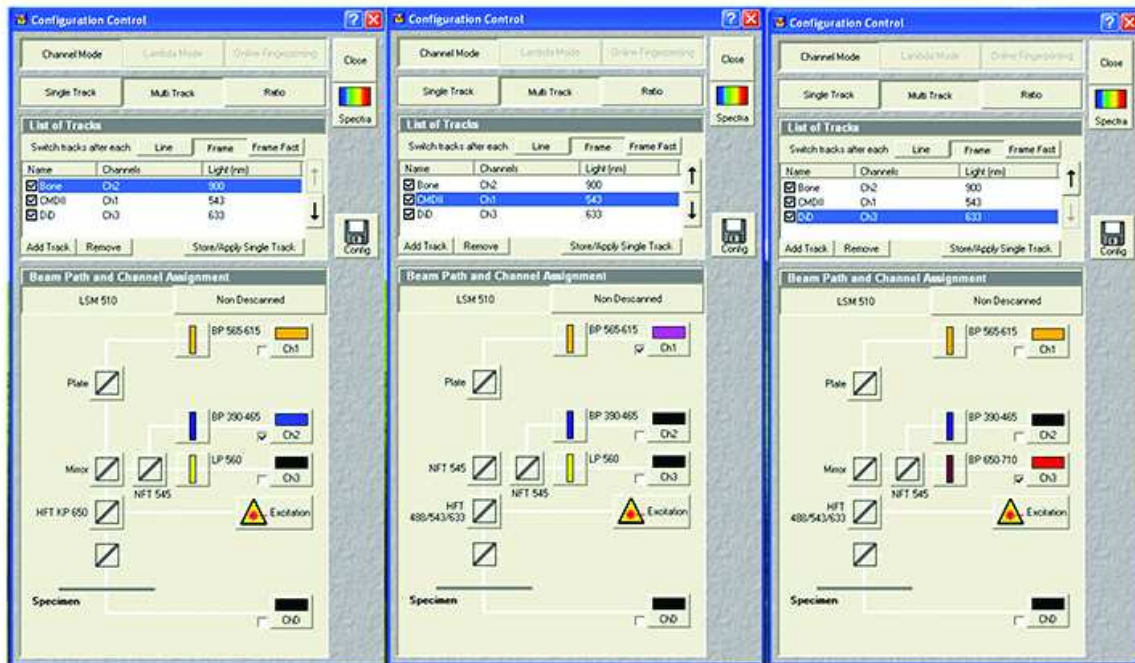 Configuration Control
Channel Mode Lambda Mode Online Fingerprinting
Close
Single Track Multi Track Ratio
Spectra
List of Tracks
Switch tracks after each Line Frame Frame Fast
Name Channels Light (nm)
Bone Ch2 900
CMDiI Ch1 543
DiD Ch3 633
Add Track Remove Store/Apply Single Track
Config
Beam Path and Channel Assignment
LSM 510 Non Descanned
BP 565-615
Ch1
Plate
BP 390-465
Ch2
Mirror
LP 560
Ch3
NFT 545
HFT KP 650
Excitation
Specimen
ChD
Configuration Control
Channel Mode Lambda Mode Online Fingerprinting
Close
Single Track Multi Track Ratio
Spectra
List of Tracks
Switch tracks after each Line Frame Frame Fast
Name Channels Light (nm)
Bone Ch2 900
CMDiI Ch1 543
DiD Ch3 633
Add Track Remove Store/Apply Single Track
Config
Beam Path and Channel Assignment
LSM 510 Non Descanned
BP 565-615
Ch1
Plate
BP 390-465
Ch2
NFT 545
LP 560
Ch3
NFT 545
HFT
488/543/633
Excitation
Specimen
ChD
Configuration Control
Channel Mode Lambda Mode Online Fingerprinting
Close
Single Track Multi Track Ratio
Spectra
List of Tracks
Switch tracks after each Line Frame Frame Fast
Name Channels Light (nm)
Bone Ch2 900
CMDiI Ch1 543
DiD Ch3 633
Add Track Remove Store/Apply Single Track
Config
Beam Path and Channel Assignment
LSM 510 Non Descanned
BP 565-615
Ch1
Plate
BP 390-465
Ch2
Mirror
BP 650-710
Ch3
NFT 545
HFT
488/543/633
Excitation
Specimen
ChD